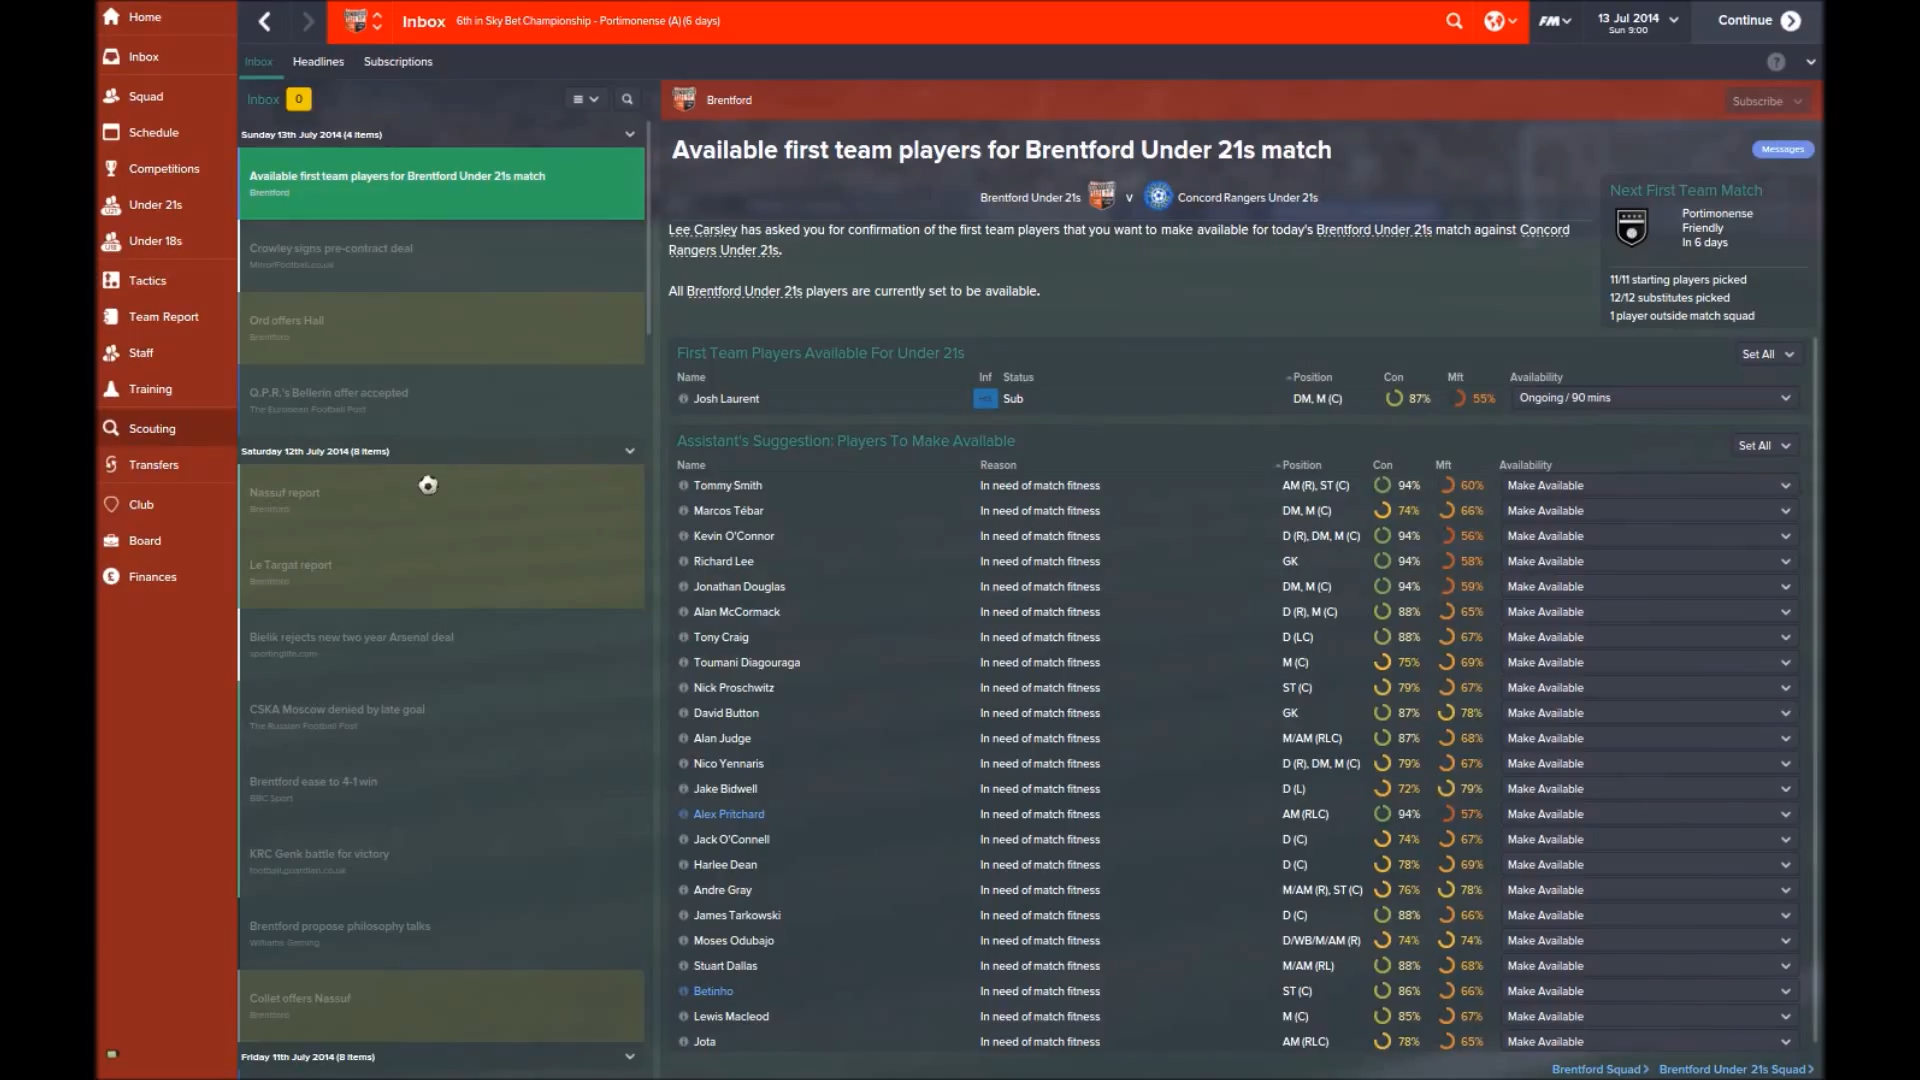 Home
Inbox
Squad
Schedule
Competitions
Under 21s
Under 18s
Tactics
Team Report
Staff
Training
Scouting
Transfers
Club
Board
Finances
Inbox 6th in Sky Bet Championship - Portimonense (A) (6 days)
FM
13 Jul 2014
Sun 9:00
Continue
Inbox Headlines Subscriptions
Inbox 0
Sunday 13th July 2014 (4 items)
Available first team players for Brentford Under 21s match
Brentford
Crowley signs pre-contract deal
MirrorFootball.co.uk
Ord offers Hall
Brentford
Q.P.R.'s Bellerin offer accepted
The European Football Post
Saturday 12th July 2014 (8 items)
Nassuf report
Brentford
Le Targat report
Brentford
Bielik rejects new two year Arsenal deal
sportinglife.com
CSKA Moscow denied by late goal
The Russian Football Post
Brentford ease to 4-1 win
BBC Sport
KRC Genk battle for victory
football.guardian.co.uk
Brentford propose philosophy talks
Williams Gaming
Collet offers Nassuf
Brentford
Friday 11th July 2014 (8 items)
Brentford
Subscribe
Available first team players for Brentford Under 21s match
Messages
Brentford Under 21s v Concord Rangers Under 21s
Lee Carsley has asked you for confirmation of the first team players that you want to make available for today's Brentford Under 21s match against Concord
Rangers Under 21s.
All Brentford Under 21s players are currently set to be available.
Next First Team Match
Portimonense
Friendly
In 6 days
11/11 starting players picked
12/12 substitutes picked
1 player outside match squad
First Team Players Available For Under 21s Set All
Name Inf Status Position Con Mft Availability
Josh Laurent Sub DM, M (C) 87% 55% Ongoing / 90 mins
Assistant's Suggestion: Players To Make Available Set All
Name Reason Position Con Mft Availability
Tommy Smith In need of match fitness AM (R), ST (C) 94% 60% Make Available
Marcos Tébar In need of match fitness DM, M (C) 74% 66% Make Available
Kevin O'Connor In need of match fitness D (R), DM, M (C) 94% 56% Make Available
Richard Lee In need of match fitness GK 94% 58% Make Available
Jonathan Douglas In need of match fitness DM, M (C) 94% 59% Make Available
Alan McCormack In need of match fitness D (R), M (C) 88% 65% Make Available
Tony Craig In need of match fitness D (LC) 88% 67% Make Available
Toumani Diagouraga In need of match fitness M (C) 75% 69% Make Available
Nick Proschwitz In need of match fitness ST (C) 79% 67% Make Available
David Button In need of match fitness GK 87% 78% Make Available
Alan Judge In need of match fitness M/AM (RLC) 87% 68% Make Available
Nico Yennaris In need of match fitness D (R), DM, M (C) 79% 67% Make Available
Jake Bidwell In need of match fitness D (L) 72% 79% Make Available
Alex Pritchard In need of match fitness AM (RLC) 94% 57% Make Available
Jack O'Connell In need of match fitness D (C) 74% 67% Make Available
Harlee Dean In need of match fitness D (C) 78% 69% Make Available
Andre Gray In need of match fitness M/AM (R), ST (C) 76% 78% Make Available
James Tarkowski In need of match fitness D (C) 88% 66% Make Available
Moses Odubajo In need of match fitness D/WB/M/AM (R) 74% 74% Make Available
Stuart Dallas In need of match fitness M/AM (RL) 88% 68% Make Available
Betinho In need of match fitness ST (C) 86% 66% Make Available
Lewis Macleod In need of match fitness M (C) 85% 67% Make Available
Jota In need of match fitness AM (RLC) 78% 65% Make Available
Brentford Squad Brentford Under 21s Squad